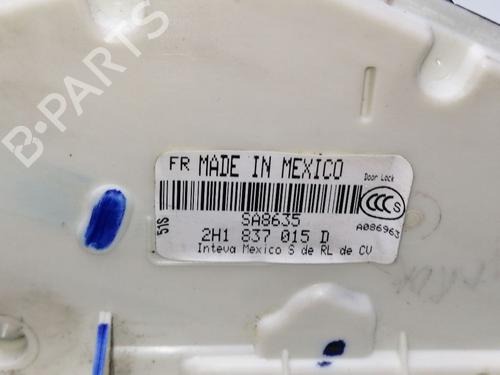 B-PARTS
FR MADE IN MEXICO
Door Lock
CCC S
SA8635
51S
2H1 837 015 D
A086963
Inteva Mexico S de RL de CV